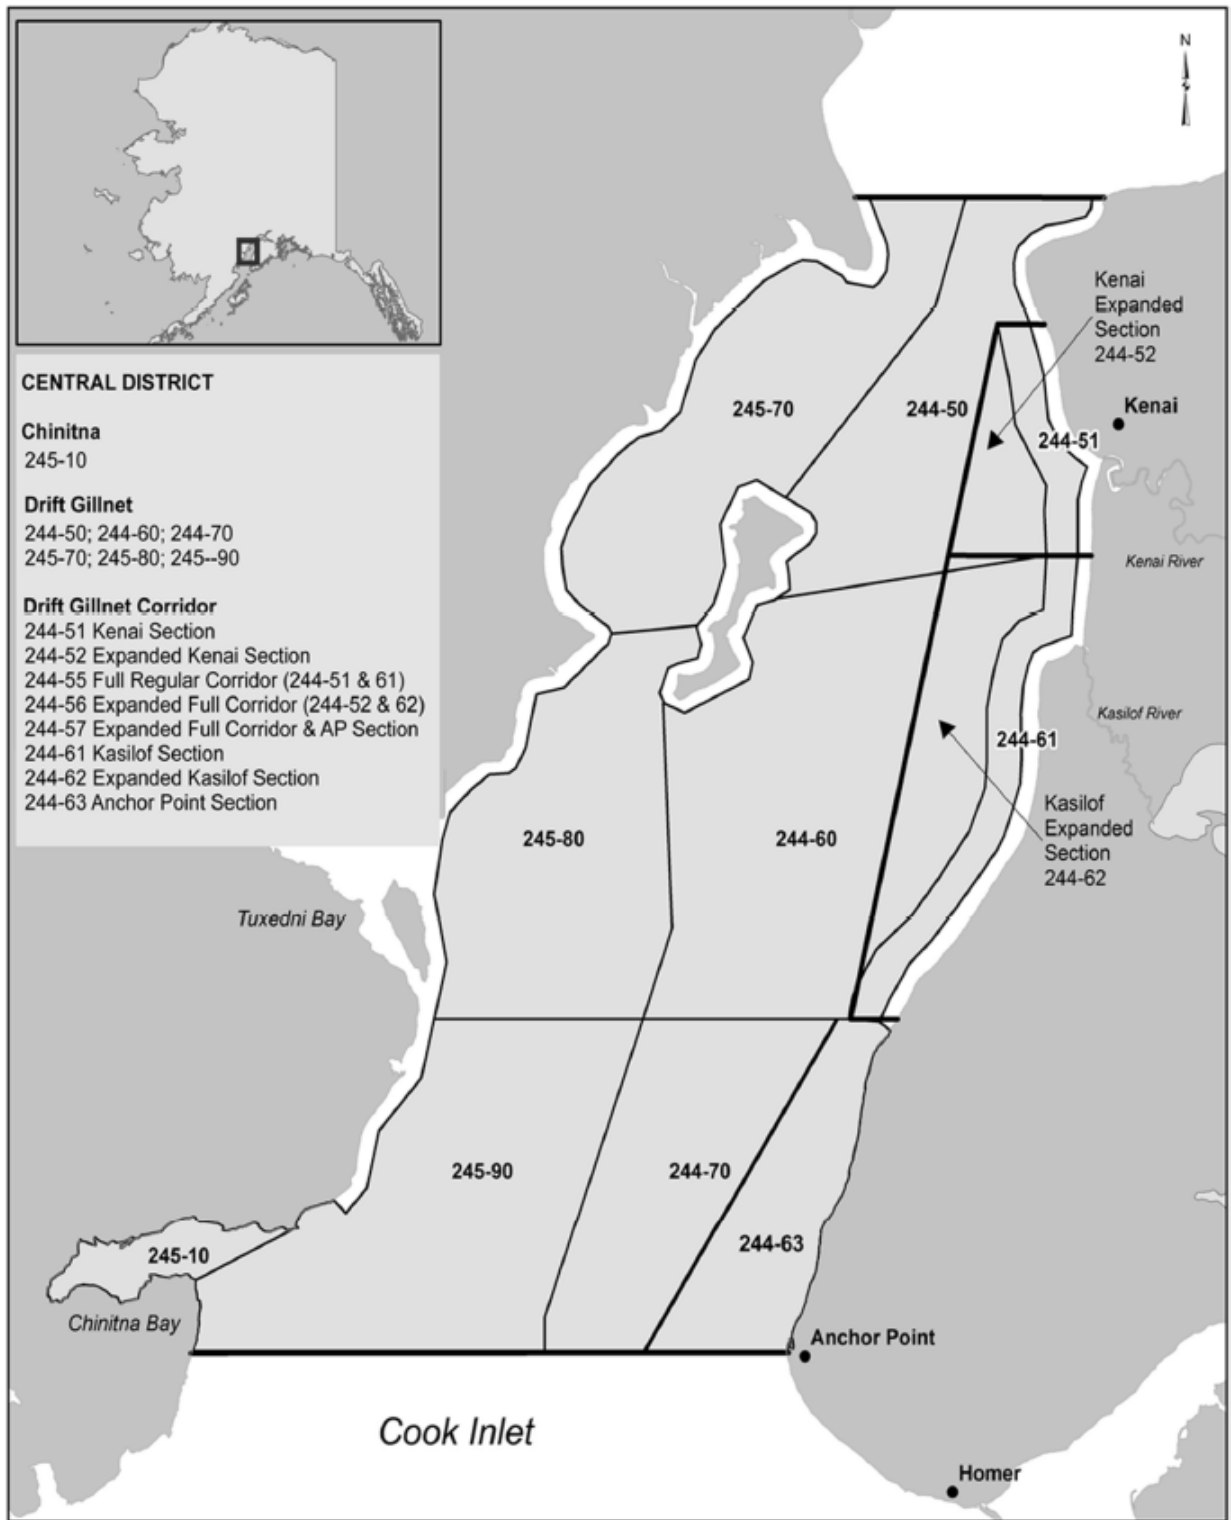 N
CENTRAL DISTRICT
Chinitna
245-10
Drift Gillnet
244-50; 244-60; 244-70
245-70; 245-80; 245--90
Drift Gillnet Corridor
244-51 Kenai Section
244-52 Expanded Kenai Section
244-55 Full Regular Corridor (244-51 & 61)
244-56 Expanded Full Corridor (244-52 & 62)
244-57 Expanded Full Corridor & AP Section
244-61 Kasilof Section
244-62 Expanded Kasilof Section
244-63 Anchor Point Section
Kenai
Expanded
Section
244-52
Kenai
245-70
244-50
244-51
Kenai River
Kasilof River
244-61
Kasilof
Expanded
Section
244-62
245-80
244-60
Tuxedni Bay
245-90
244-70
244-63
245-10
Chinitna Bay
Anchor Point
Cook Inlet
Homer